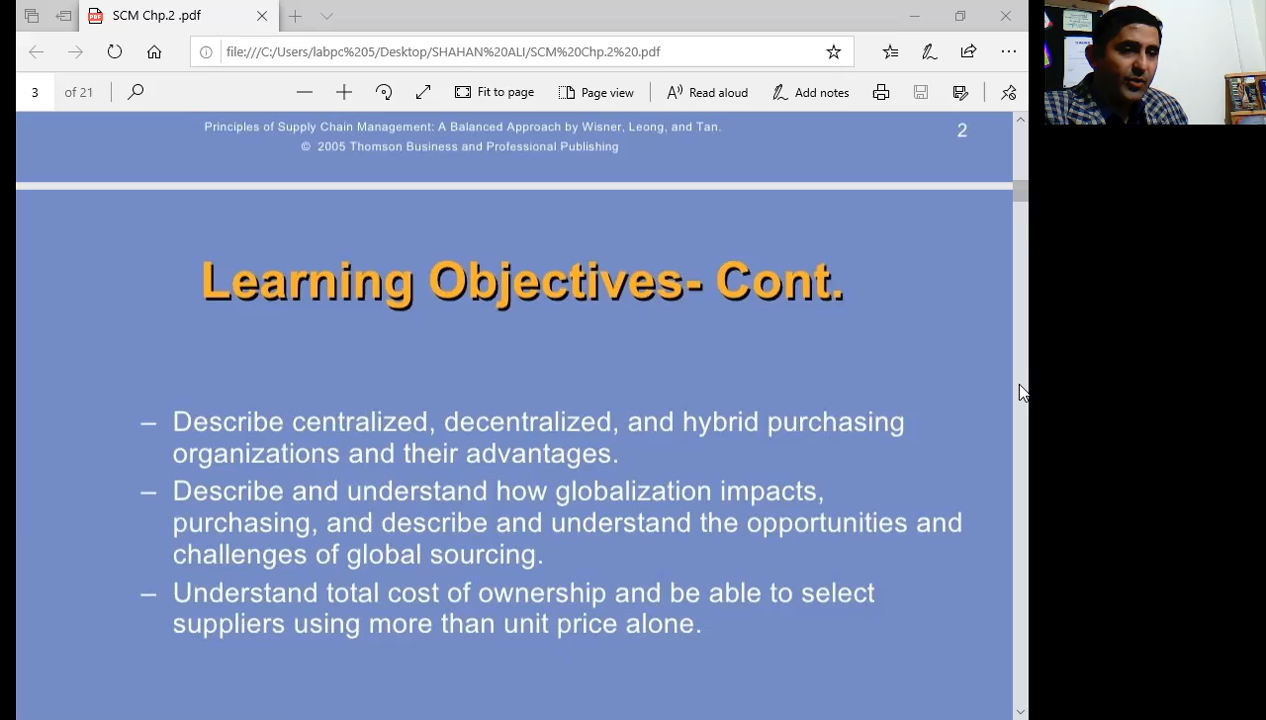 SCM Chp.2 .pdf
file:///C:/Users/labpc%205/Desktop/SHAHAN%20ALI/SCM%20Chp.2%20.pdf
3 of 21
Fit to page
Page view
Read aloud
Add notes
Principles of Supply Chain Management: A Balanced Approach by Wisner, Leong, and Tan.
© 2005 Thomson Business and Professional Publishing
2
Learning Objectives- Cont.
– Describe centralized, decentralized, and hybrid purchasing
organizations and their advantages.
– Describe and understand how globalization impacts,
purchasing, and describe and understand the opportunities and
challenges of global sourcing.
– Understand total cost of ownership and be able to select
suppliers using more than unit price alone.